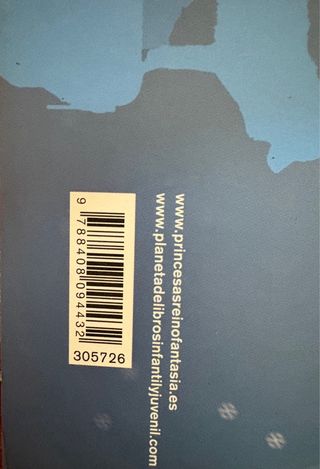 www.princesasreinofantasia.es
www.planetadelibrosinfantilyjuvenil.com
9 788408 094432
305726